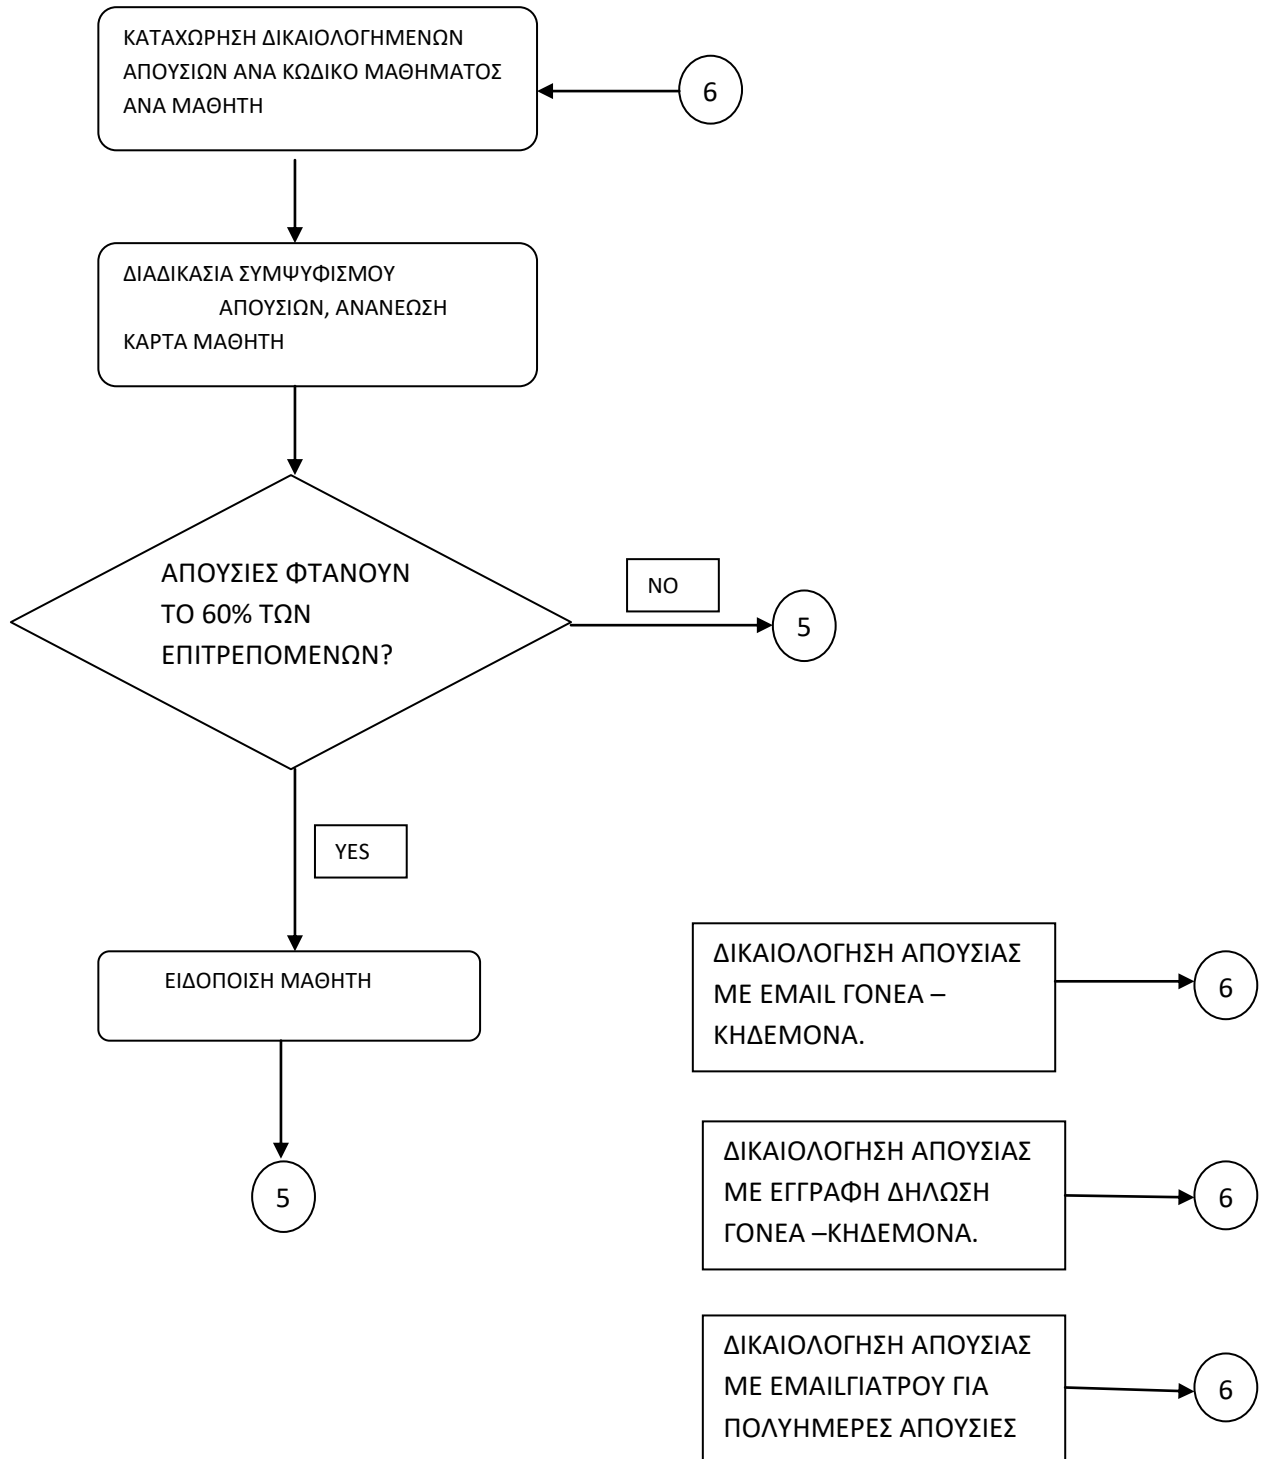 ΚΑΤΑΧΩΡΗΣΗ ΔΙΚΑΙΟΛΟΓΗΜΕΝΩΝ
ΑΠΟΥΣΙΩΝ ΑΝΑ ΚΩΔΙΚΟ ΜΑΘΗΜΑΤΟΣ
ΑΝΑ ΜΑΘΗΤΗ
6
ΔΙΑΔΙΚΑΣΙΑ ΣΥΜΨΥΦΙΣΜΟΥ
ΑΠΟΥΣΙΩΝ, ΑΝΑΝΕΩΣΗ
ΚΑΡΤΑ ΜΑΘΗΤΗ
ΑΠΟΥΣΙΕΣ ΦΤΑΝΟΥΝ
ΤΟ 60% ΤΩΝ
ΕΠΙΤΡΕΠΟΜΕΝΩΝ?
NO
5
YES
ΕΙΔΟΠΟΙΣΗ ΜΑΘΗΤΗ
5
ΔΙΚΑΙΟΛΟΓΗΣΗ ΑΠΟΥΣΙΑΣ
ΜΕ EMAIL ΓΟΝΕΑ –
ΚΗΔΕΜΟΝΑ.
6
ΔΙΚΑΙΟΛΟΓΗΣΗ ΑΠΟΥΣΙΑΣ
ΜΕ ΕΓΓΡΑΦΗ ΔΗΛΩΣΗ
ΓΟΝΕΑ –ΚΗΔΕΜΟΝΑ.
6
ΔΙΚΑΙΟΛΟΓΗΣΗ ΑΠΟΥΣΙΑΣ
ΜΕ EMAILΓΙΑΤΡΟΥ ΓΙΑ
ΠΟΛΥΗΜΕΡΕΣ ΑΠΟΥΣΙΕΣ
6